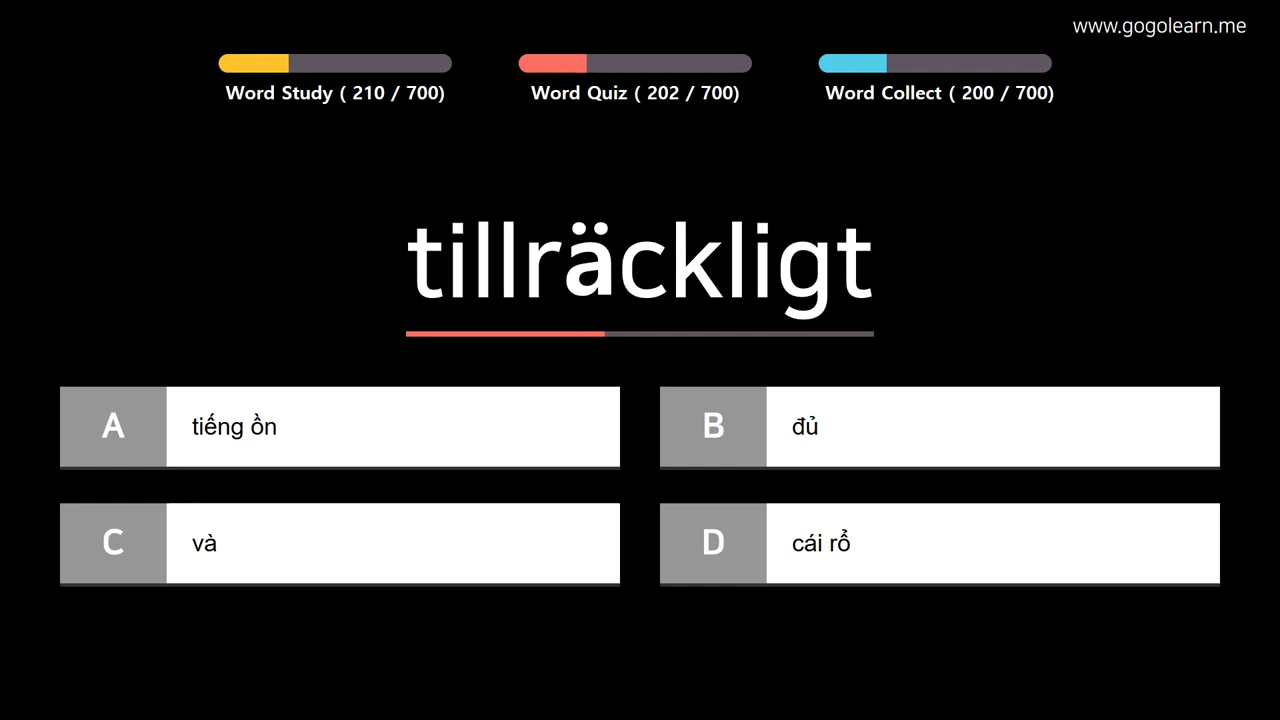 www.gogolearn.me
Word Study ( 210 / 700)
Word Quiz ( 202 / 700)
Word Collect ( 200 / 700)
tillräckligt
A
tiếng ồn
B
đủ
C
và
D
cái rổ